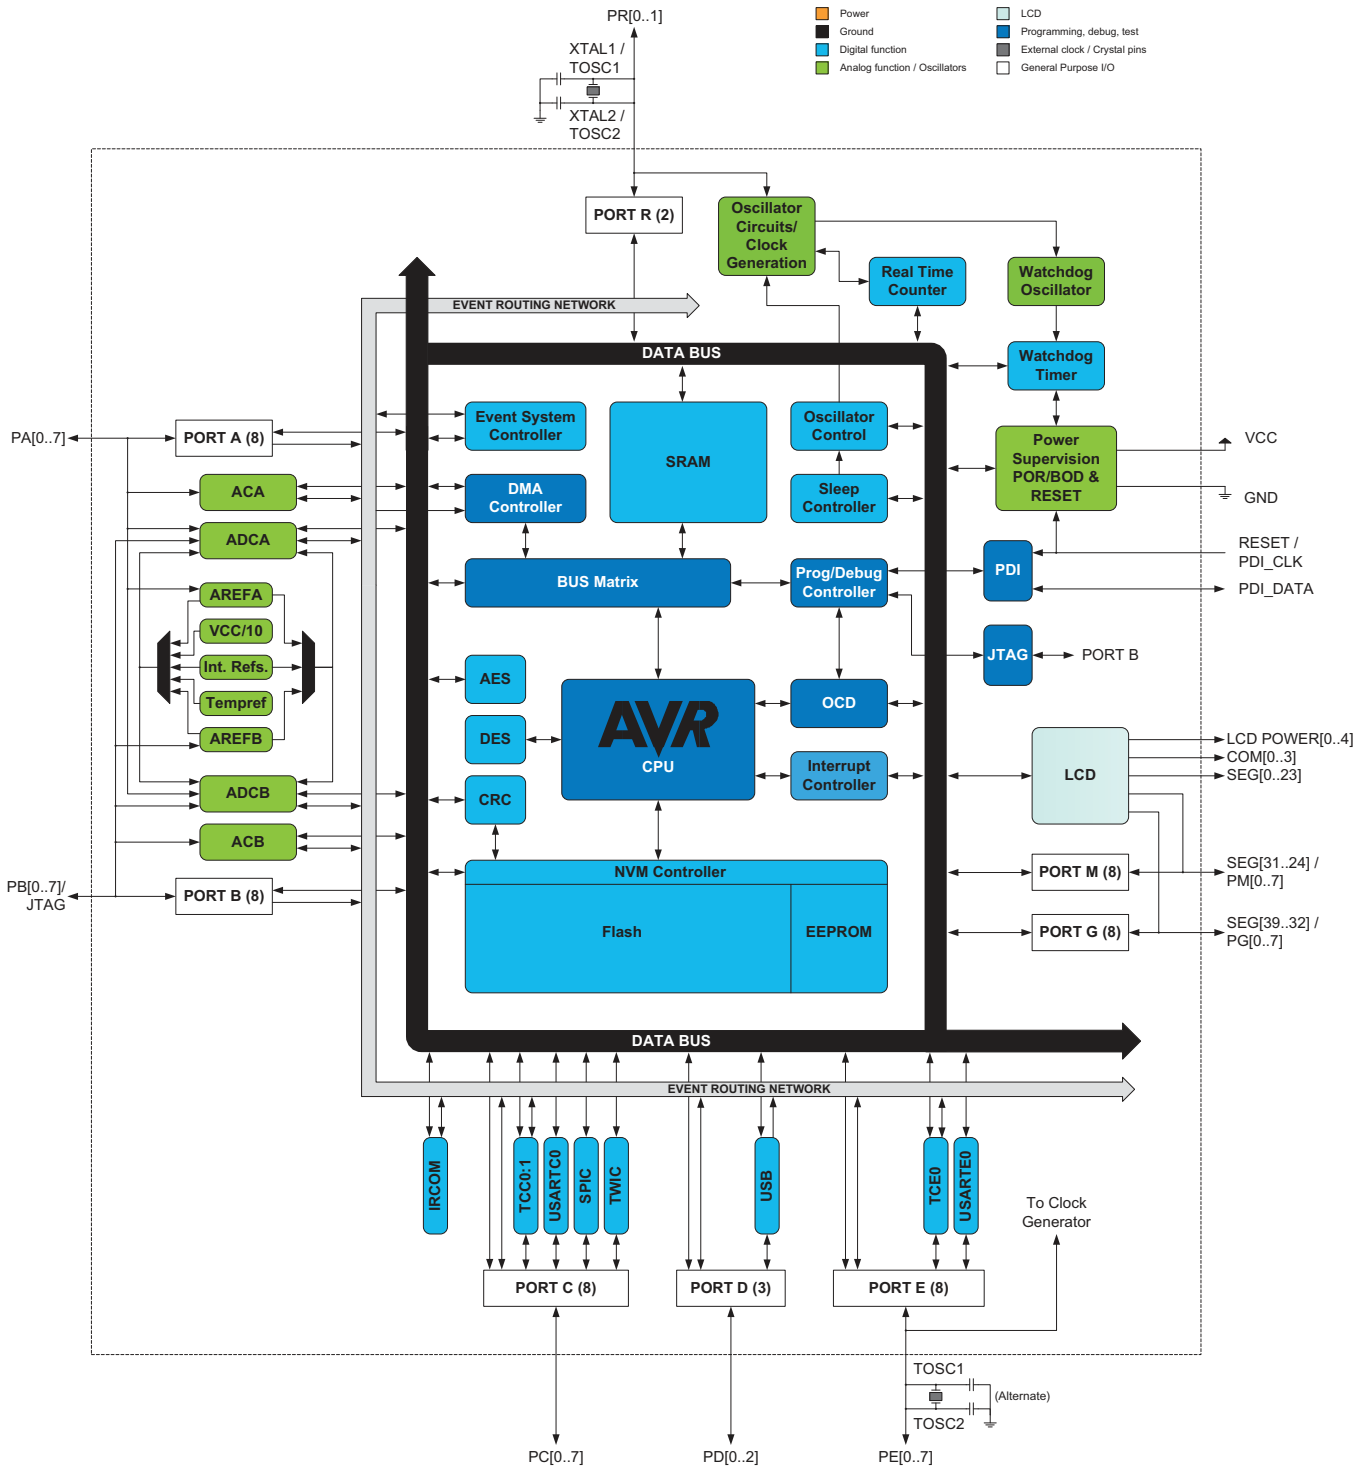 PR[0..1]
Power
Ground
Digital function
Analog function / Oscillators
LCD
Programming, debug, test
External clock / Crystal pins
General Purpose I/O
XTAL1 /
TOSC1
XTAL2 /
TOSC2
PORT R (2)
Oscillator
Circuits/
Clock
Generation
Real Time
Counter
Watchdog
Oscillator
EVENT ROUTING NETWORK
DATA BUS
Watchdog
Timer
Event System
Controller
SRAM
Oscillator
Control
Power
Supervision
POR/BOD &
RESET
VCC
GND
PA[0..7]
PORT A (8)
ACA
DMA
Controller
Sleep
Controller
ADCA
RESET /
PDI_CLK
PDI_DATA
BUS Matrix
Prog/Debug
Controller
PDI
AREFA
VCC/10
Int. Refs.
Tempref
AREFB
JTAG
PORT B
AES
DES
CRC
AVR
CPU
OCD
Interrupt
Controller
LCD
LCD POWER[0..4]
COM[0..3]
SEG[0..23]
ADCB
ACB
PB[0..7]/
JTAG
PORT B (8)
NVM Controller
Flash
EEPROM
PORT M (8)
SEG[31..24] /
PM[0..7]
PORT G (8)
SEG[39..32] /
PG[0..7]
DATA BUS
EVENT ROUTING NETWORK
IRCOM
TCC0:1
USARTC0
SPIC
TWIC
USB
TCE0
USARTE0
To Clock
Generator
PORT C (8)
PORT D (3)
PORT E (8)
TOSC1
(Alternate)
TOSC2
PC[0..7]
PD[0..2]
PE[0..7]